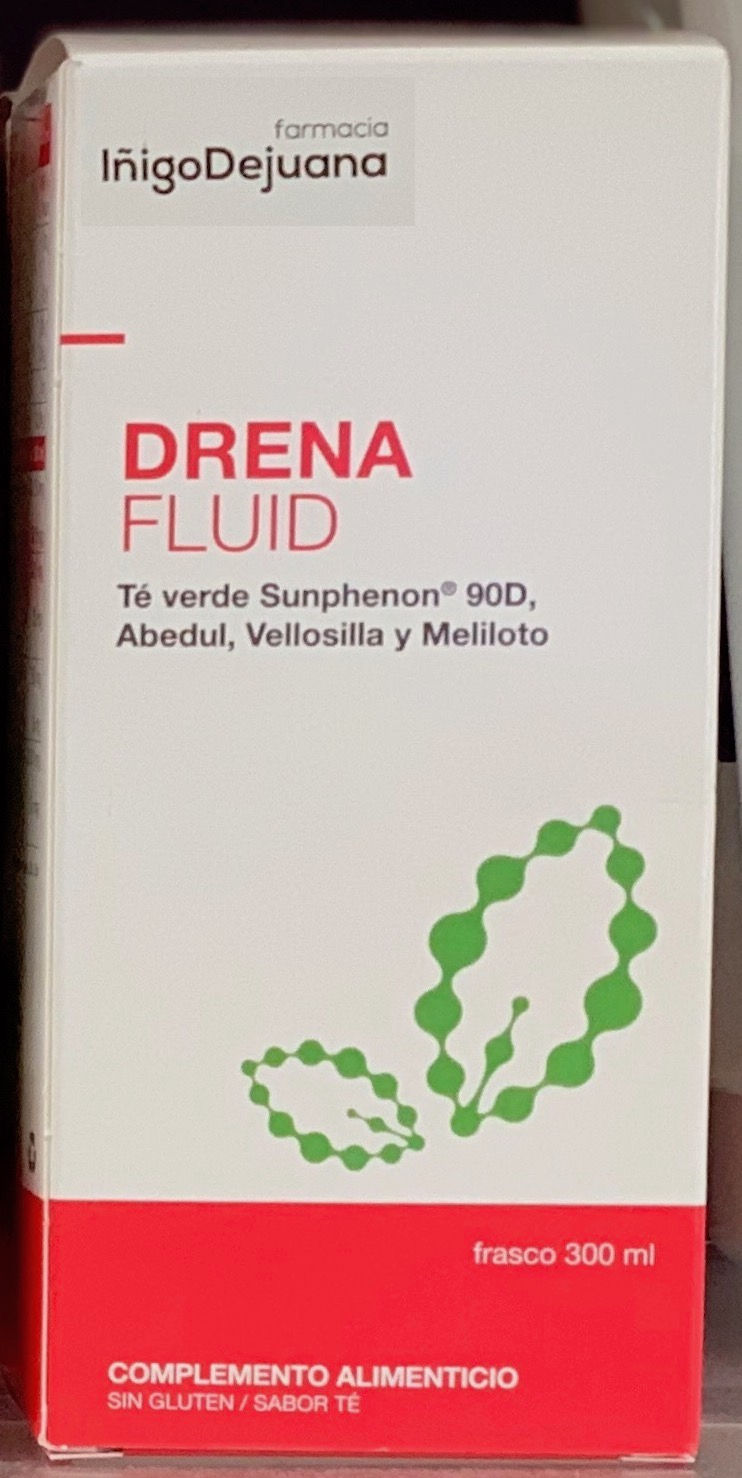 farmacia
IñigoDejuana
DRENA
FLUID
Té verde Sunphenon® 90D,
Abedul, Vellosilla y Meliloto
frasco 300 ml
COMPLEMENTO ALIMENTICIO
SIN GLUTEN / SABOR TÉ